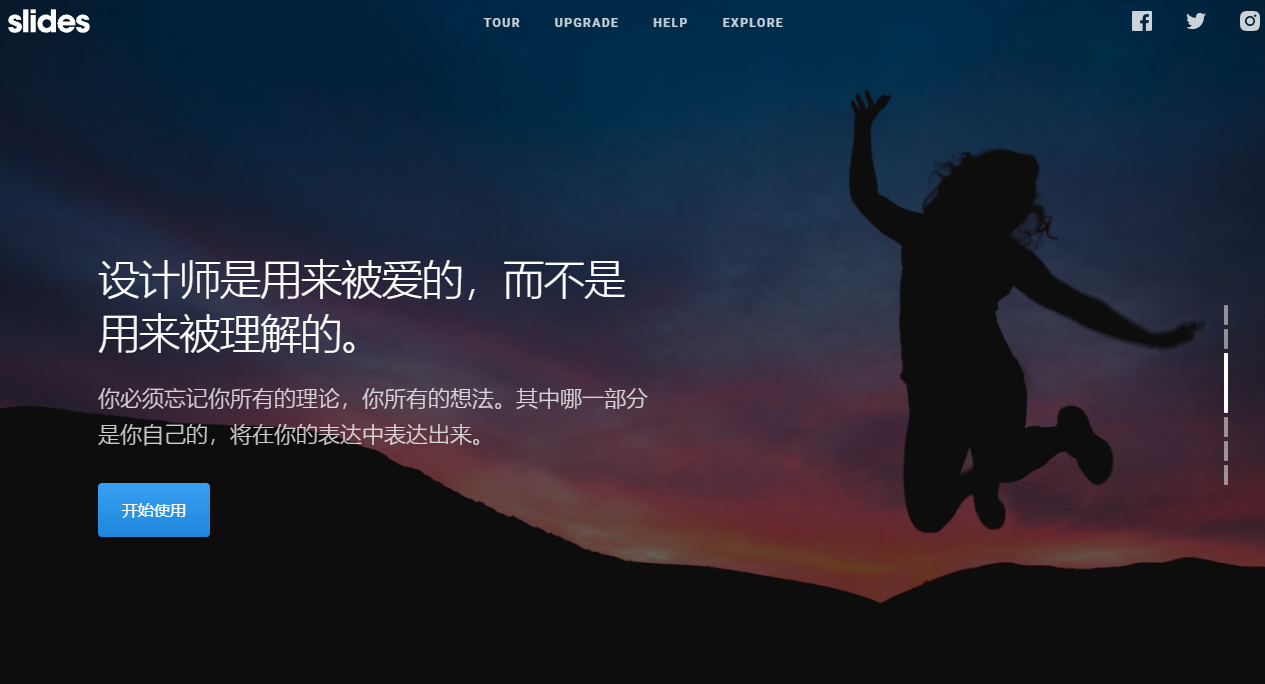 slides
TOUR UPGRADE HELP EXPLORE
设计师是用来被爱的，而不是
用来被理解的。
你必须忘记你所有的理论，你所有的想法。其中哪一部分
是你自己的，将在你的表达中表达出来。
开始使用